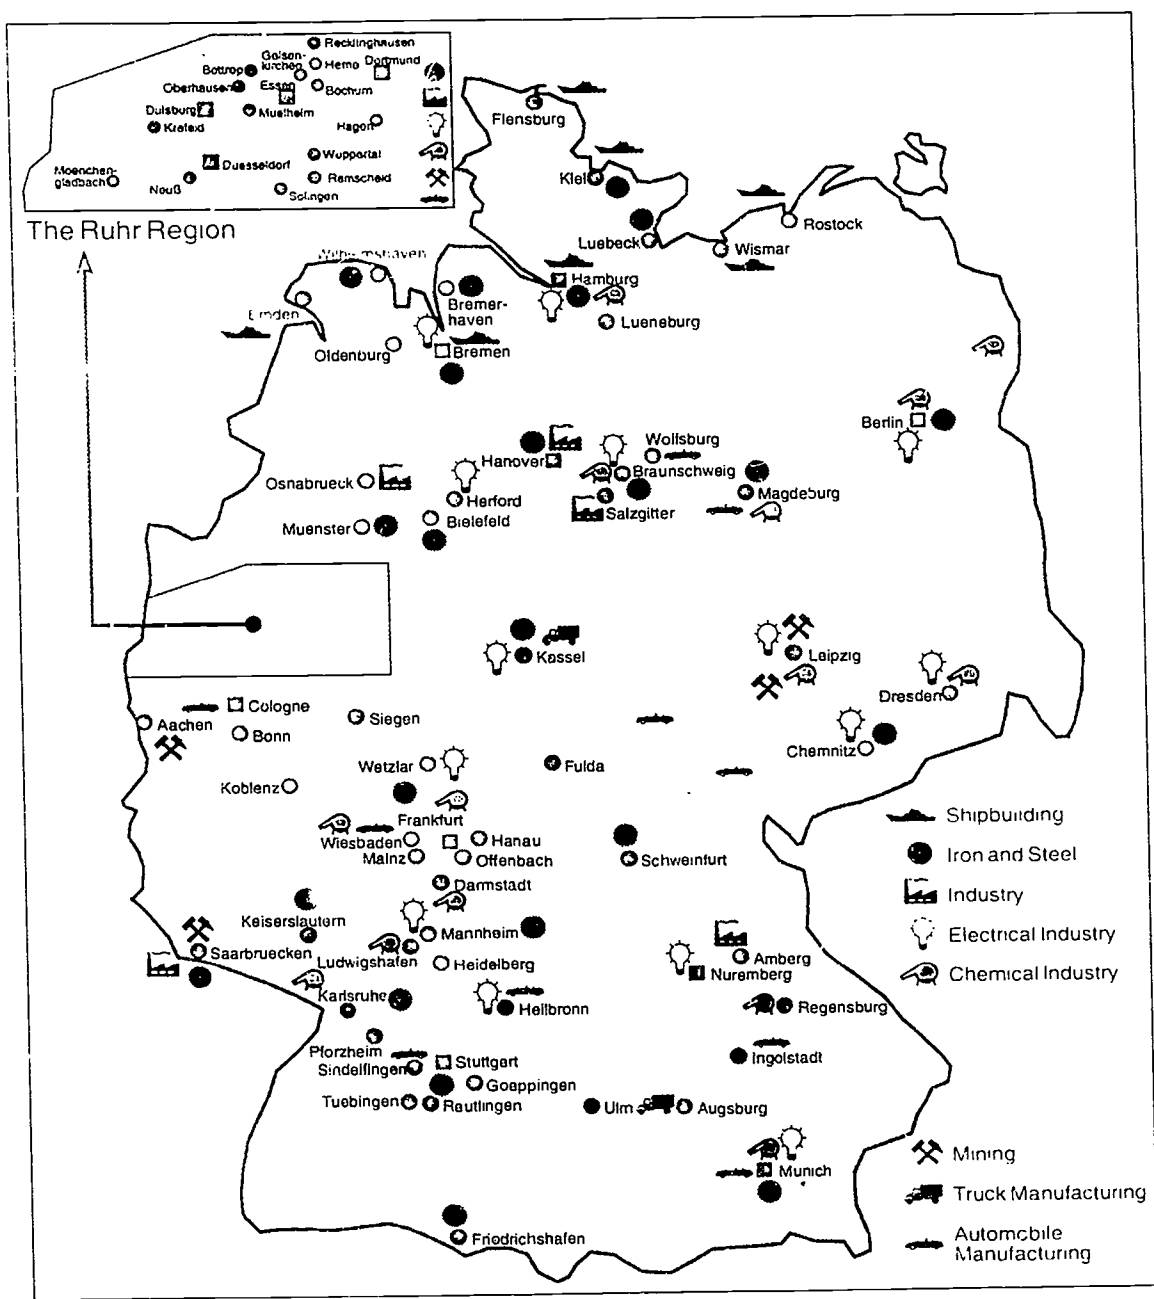 Recklinghausen
Gelsen-
kirchen
Herne
Dortmund
Bottrop
Oberhausen
Essen
Bochum
Duisburg
Muelheim
Krefeld
Hagen
Duesseldorf
Wuppertal
Moenchen-
gladbach
Neuß
Remscheid
Solingen
The Ruhr Region
Flensburg
Kiel
Rostock
Luebeck
Wismar
Wilhelmshaven
Hamburg
Emden
Bremer-
haven
Lueneburg
Oldenburg
Bremen
Berlin
Wolfsburg
Hanover
Braunschweig
Osnabrueck
Herford
Magdeburg
Salzgitter
Muenster
Bielefeld
Kassel
Leipzig
Dresden
Cologne
Siegen
Aachen
Bonn
Chemnitz
Wetzlar
Fulda
Koblenz
Frankfurt
Wiesbaden
Hanau
Mainz
Offenbach
Schweinfurt
Darmstadt
Keiserslautern
Mannheim
Saarbruecken
Ludwigshafen
Heidelberg
Amberg
Nuremberg
Karlsruhe
Heilbronn
Regensburg
Pforzheim
Sindelfingen
Stuttgart
Ingolstadt
Goeppingen
Tuebingen
Reutlingen
Ulm
Augsburg
Munich
Friedrichshafen
Shipbuilding
Iron and Steel
Industry
Electrical Industry
Chemical Industry
Mining
Truck Manufacturing
Automobile
Manufacturing